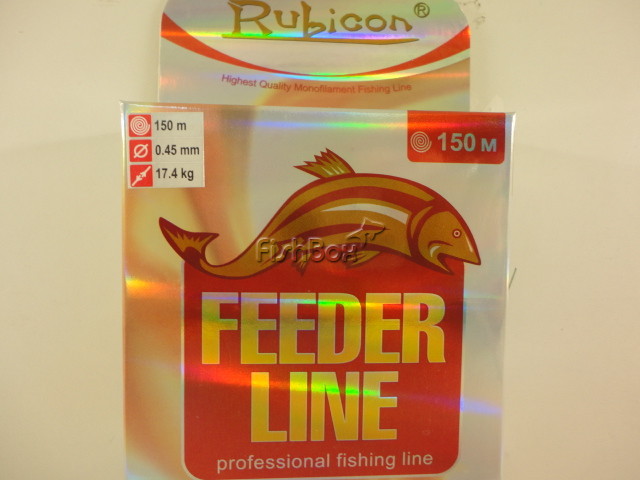 Rubicon®
Highest Quality Monofilament Fishing Line
150 m
0.45 mm
17.4 kg
150 м
FishBox
FEEDER
LINE
professional fishing line